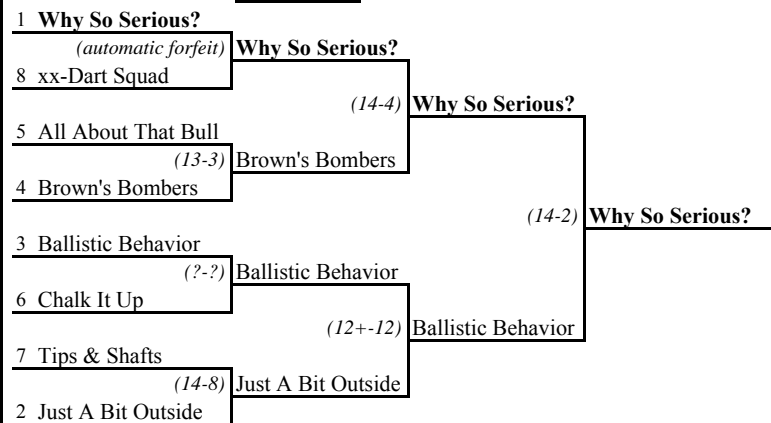 1 Why So Serious?
(automatic forfeit) Why So Serious?
8 xx-Dart Squad
(14-4) Why So Serious?
5 All About That Bull
(13-3) Brown's Bombers
4 Brown's Bombers
(14-2) Why So Serious?
3 Ballistic Behavior
(?-?) Ballistic Behavior
6 Chalk It Up
(12+-12) Ballistic Behavior
7 Tips & Shafts
(14-8) Just A Bit Outside
2 Just A Bit Outside